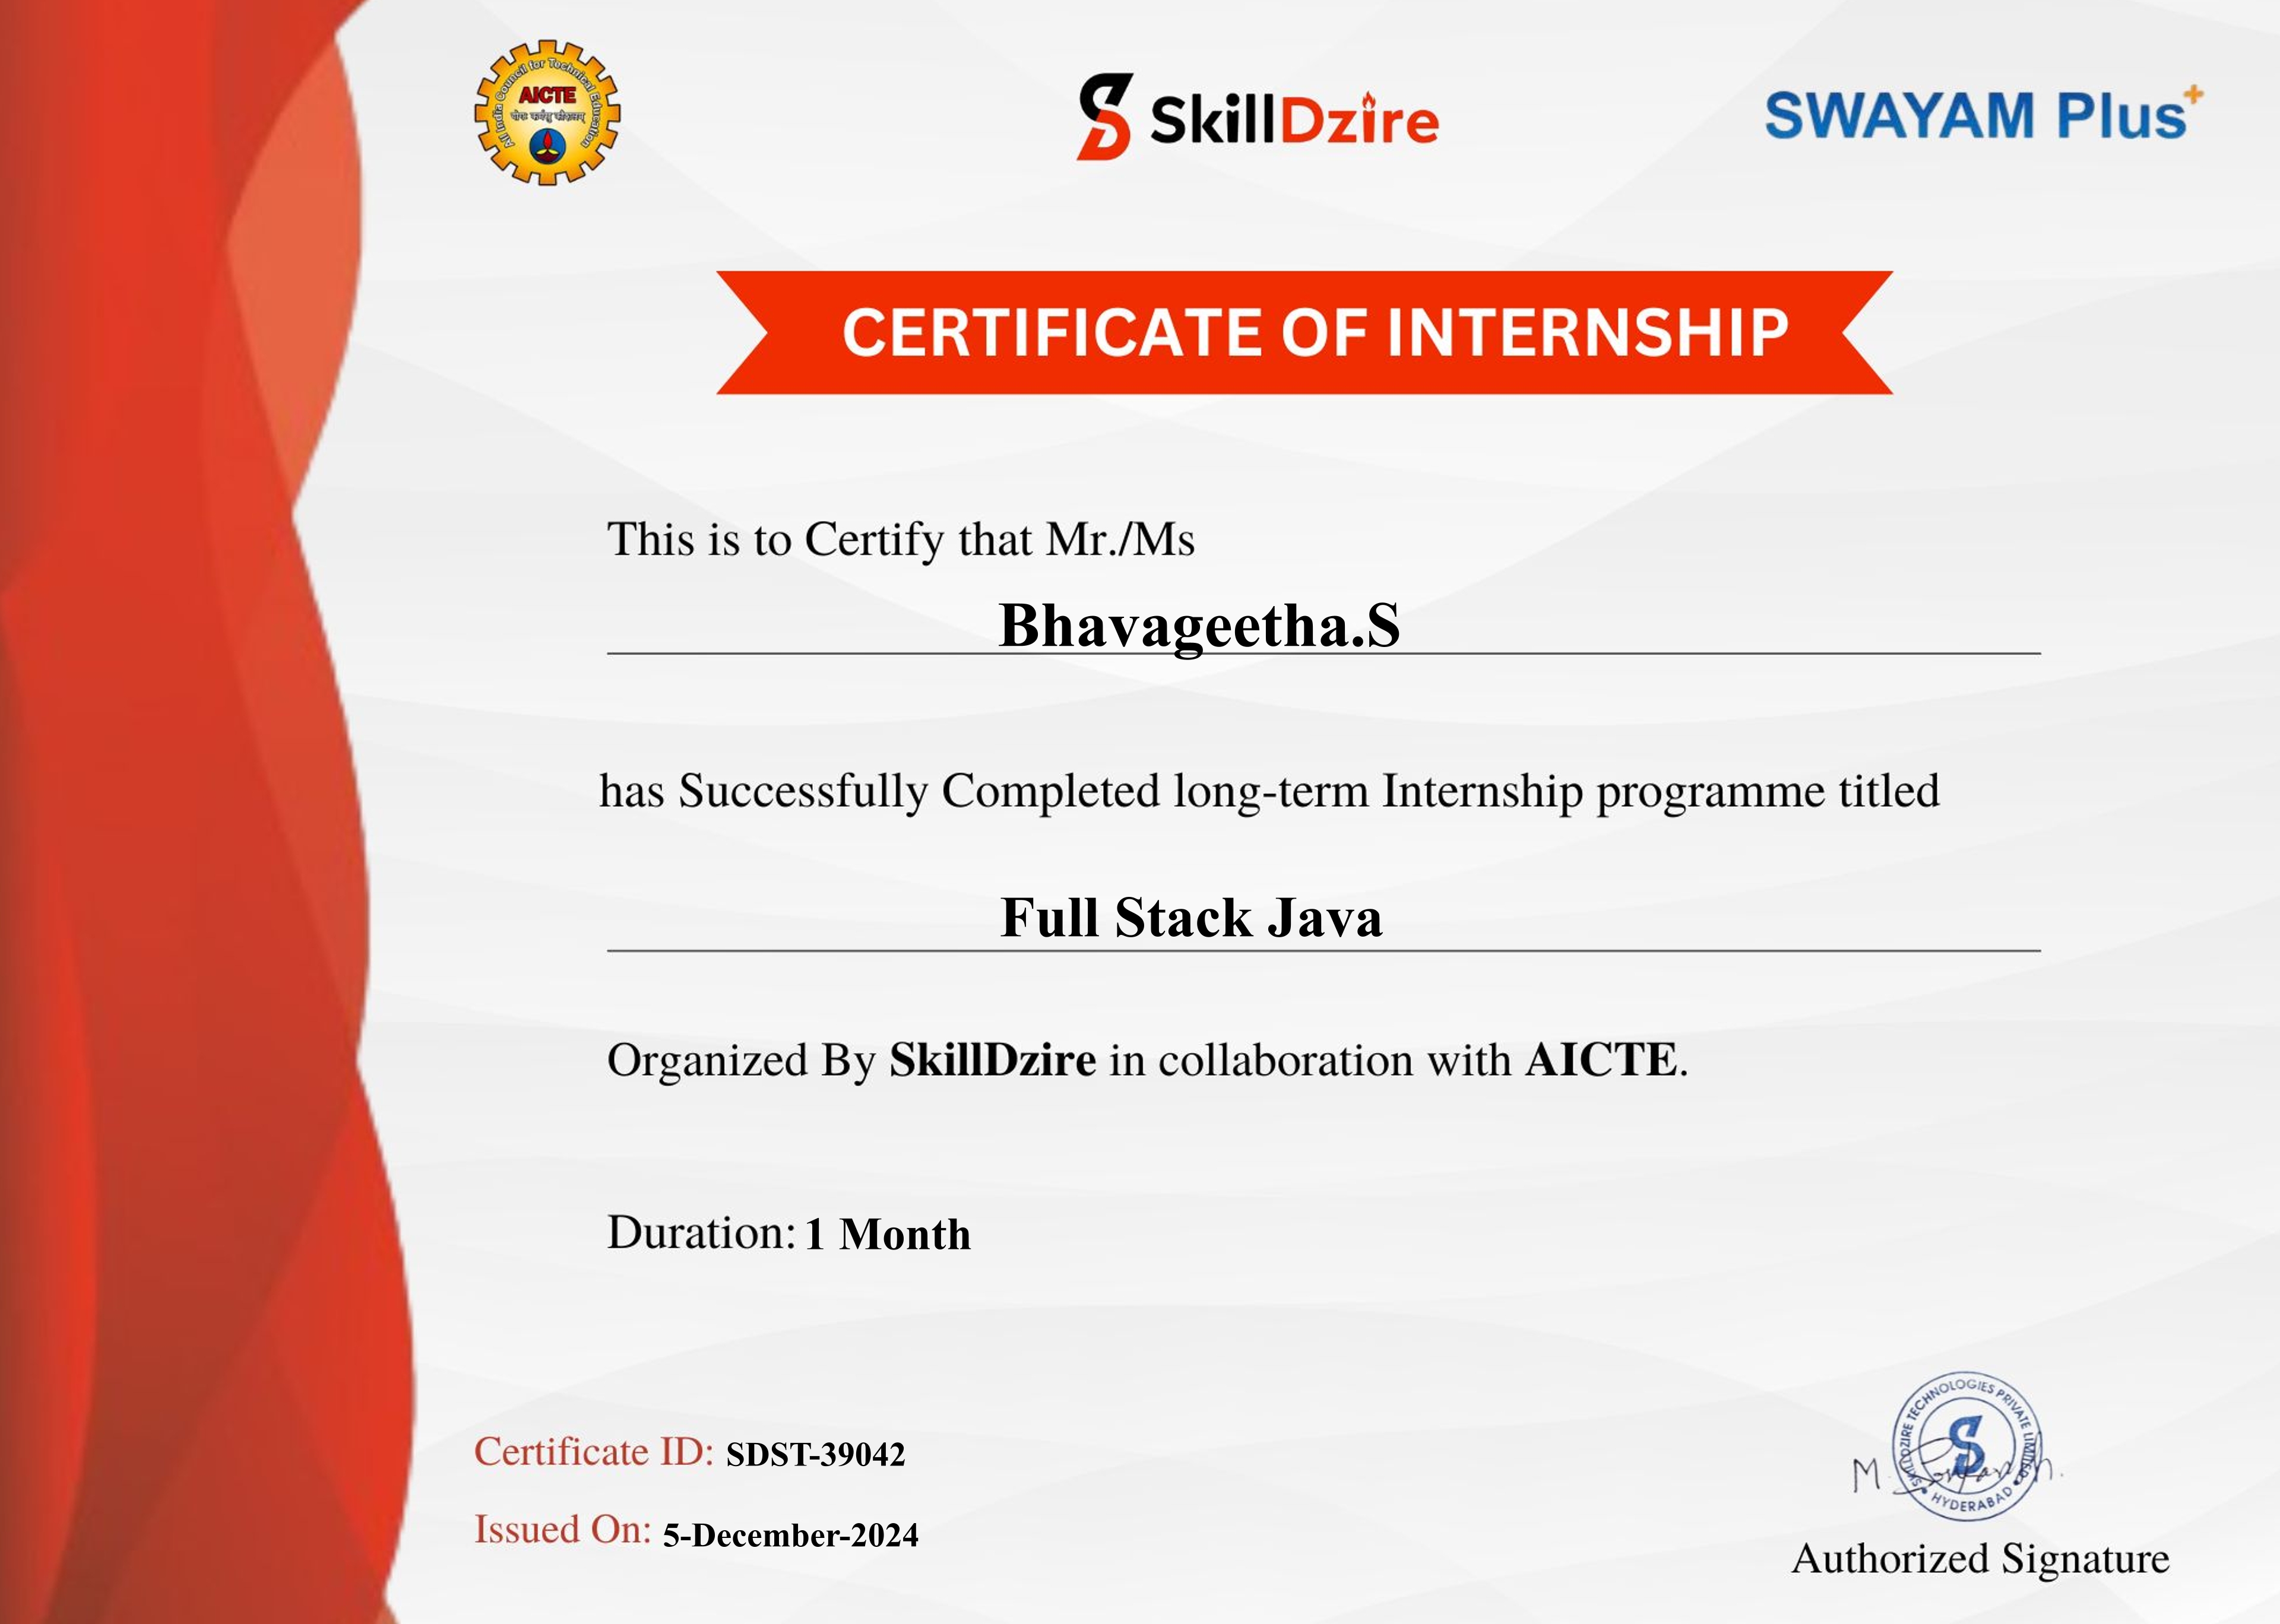 All India Council for Technical Education
AICTE
योगः कर्मसु कौशलम्
SkillDzire
SWAYAM Plus+
CERTIFICATE OF INTERNSHIP
This is to Certify that Mr./Ms
Bhavageetha.S
has Successfully Completed long-term Internship programme titled
Full Stack Java
Organized By SkillDzire in collaboration with AICTE.
Duration: 1 Month
Certificate ID: SDST-39042
Issued On: 5-December-2024
SKILLDZIRE TECHNOLOGIES PRIVATE LIMITED
HYDERABAD
M.
Authorized Signature